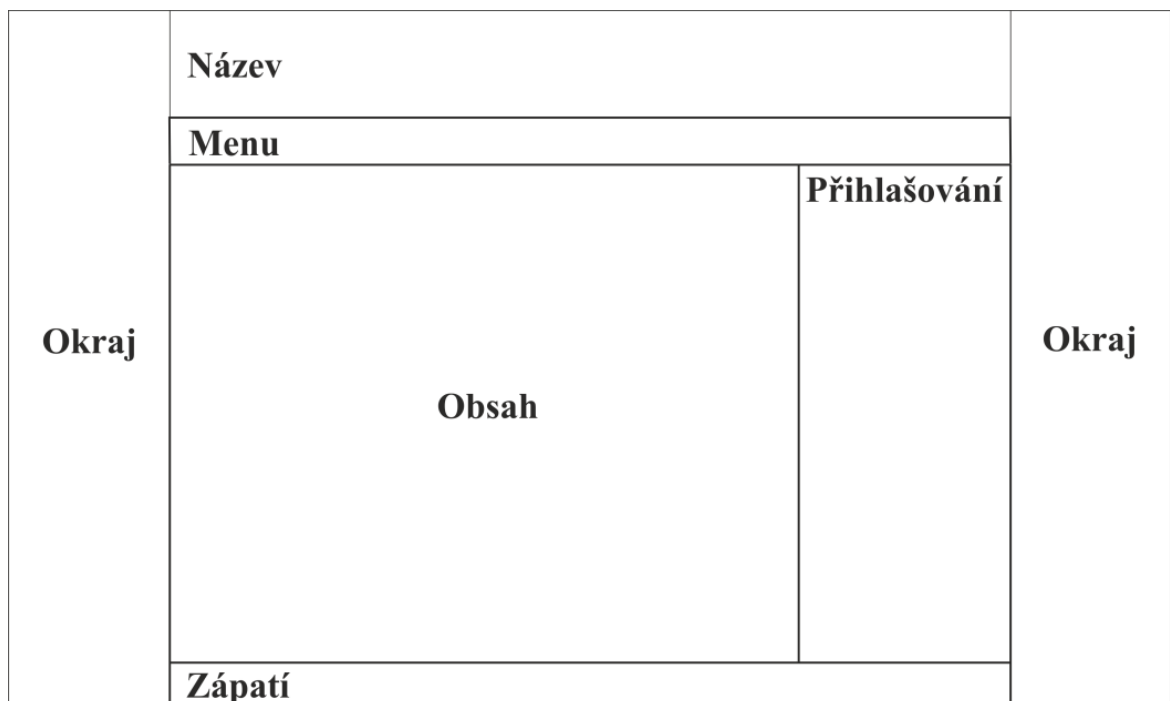 Název
Menu
Přihlašování
Okraj
Okraj
Obsah
Zápatí